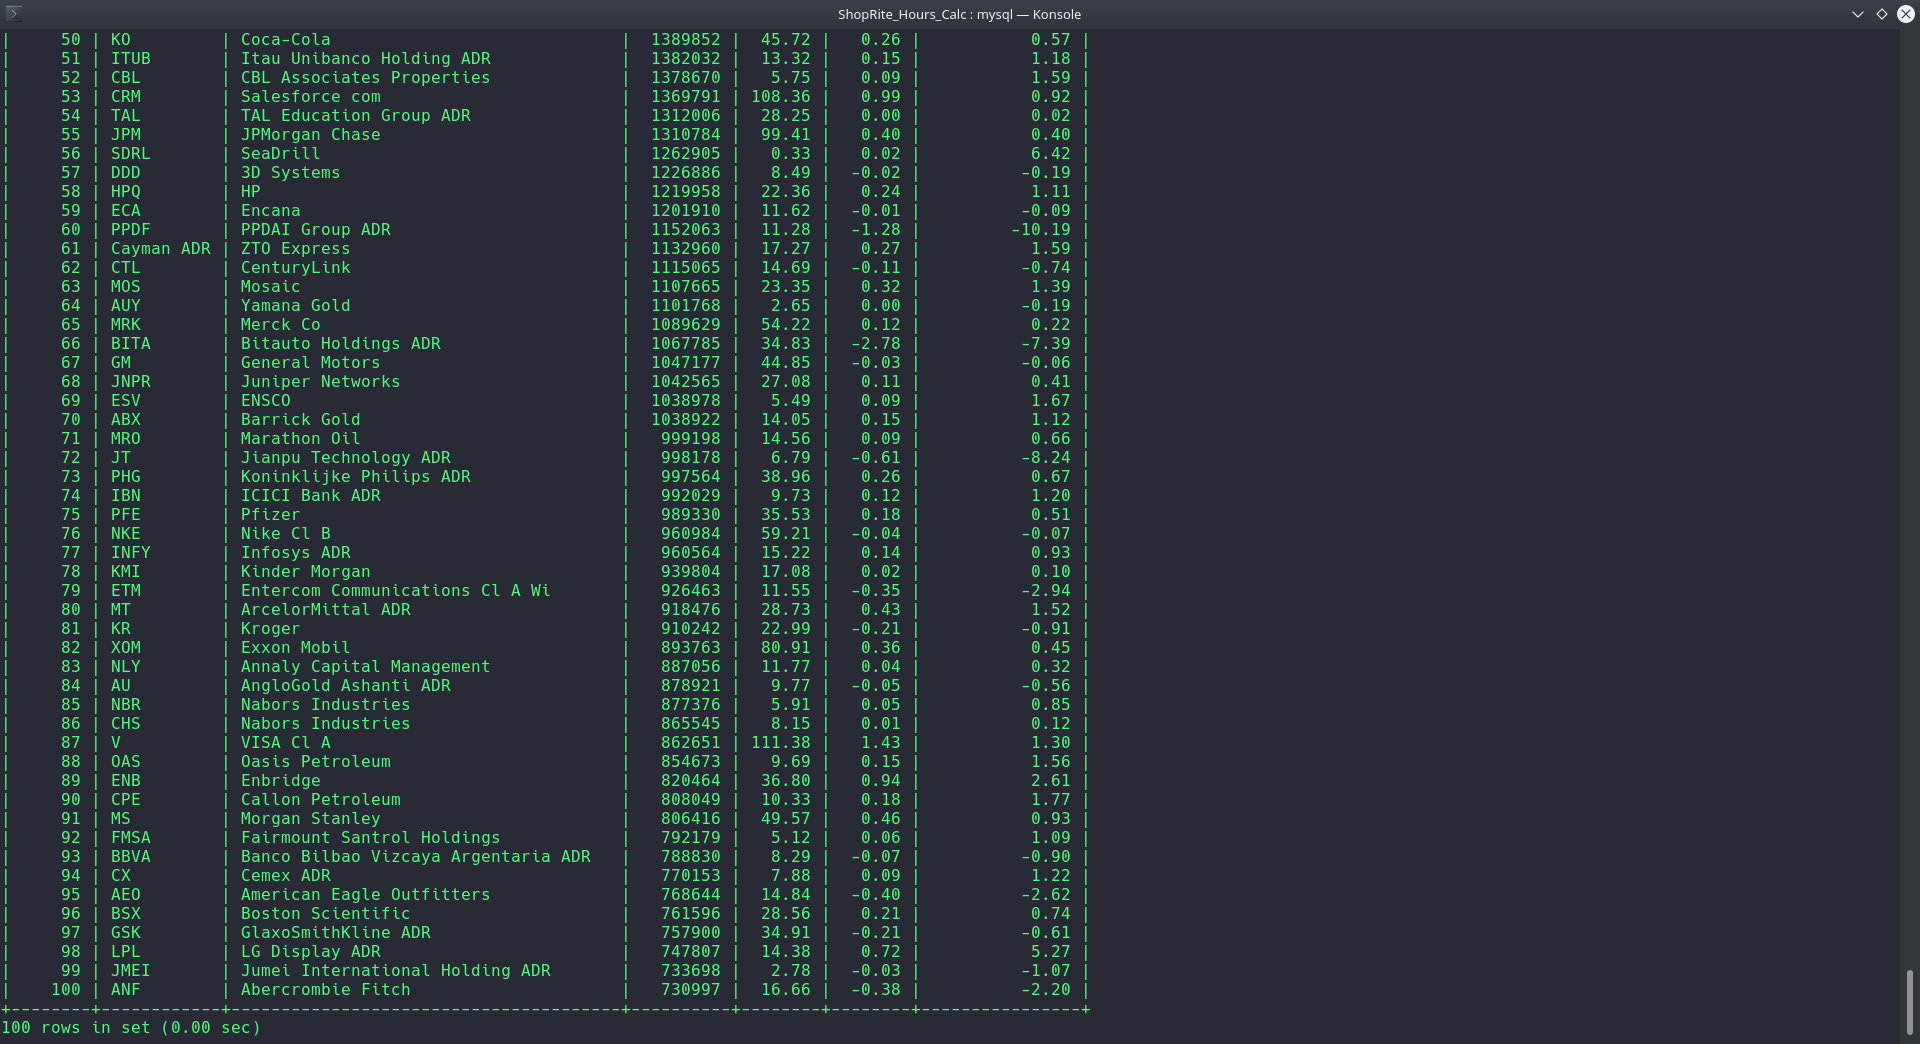 ShopRite_Hours_Calc : mysql — Konsole
| 50 | KO | Coca-Cola | 1389852 | 45.72 | 0.26 | 0.57 |
| 51 | ITUB | Itau Unibanco Holding ADR | 1382032 | 13.32 | 0.15 | 1.18 |
| 52 | CBL | CBL Associates Properties | 1378670 | 5.75 | 0.09 | 1.59 |
| 53 | CRM | Salesforce com | 1369791 | 108.36 | 0.99 | 0.92 |
| 54 | TAL | TAL Education Group ADR | 1312006 | 28.25 | 0.00 | 0.02 |
| 55 | JPM | JPMorgan Chase | 1310784 | 99.41 | 0.40 | 0.40 |
| 56 | SDRL | SeaDrill | 1262905 | 0.33 | 0.02 | 6.42 |
| 57 | DDD | 3D Systems | 1226886 | 8.49 | -0.02 | -0.19 |
| 58 | HPQ | HP | 1219958 | 22.36 | 0.24 | 1.11 |
| 59 | ECA | Encana | 1201910 | 11.62 | -0.01 | -0.09 |
| 60 | PPDF | PPDAI Group ADR | 1152063 | 11.28 | -1.28 | -10.19 |
| 61 | Cayman ADR | ZTO Express | 1132960 | 17.27 | 0.27 | 1.59 |
| 62 | CTL | CenturyLink | 1115065 | 14.69 | -0.11 | -0.74 |
| 63 | MOS | Mosaic | 1107665 | 23.35 | 0.32 | 1.39 |
| 64 | AUY | Yamana Gold | 1101768 | 2.65 | 0.00 | -0.19 |
| 65 | MRK | Merck Co | 1089629 | 54.22 | 0.12 | 0.22 |
| 66 | BITA | Bitauto Holdings ADR | 1067785 | 34.83 | -2.78 | -7.39 |
| 67 | GM | General Motors | 1047177 | 44.85 | -0.03 | -0.06 |
| 68 | JNPR | Juniper Networks | 1042565 | 27.08 | 0.11 | 0.41 |
| 69 | ESV | ENSCO | 1038978 | 5.49 | 0.09 | 1.67 |
| 70 | ABX | Barrick Gold | 1038922 | 14.05 | 0.15 | 1.12 |
| 71 | MRO | Marathon Oil | 999198 | 14.56 | 0.09 | 0.66 |
| 72 | JT | Jianpu Technology ADR | 998178 | 6.79 | -0.61 | -8.24 |
| 73 | PHG | Koninklijke Philips ADR | 997564 | 38.96 | 0.26 | 0.67 |
| 74 | IBN | ICICI Bank ADR | 992029 | 9.73 | 0.12 | 1.20 |
| 75 | PFE | Pfizer | 989330 | 35.53 | 0.18 | 0.51 |
| 76 | NKE | Nike Cl B | 960984 | 59.21 | -0.04 | -0.07 |
| 77 | INFY | Infosys ADR | 960564 | 15.22 | 0.14 | 0.93 |
| 78 | KMI | Kinder Morgan | 939804 | 17.08 | 0.02 | 0.10 |
| 79 | ETM | Entercom Communications Cl A Wi | 926463 | 11.55 | -0.35 | -2.94 |
| 80 | MT | ArcelorMittal ADR | 918476 | 28.73 | 0.43 | 1.52 |
| 81 | KR | Kroger | 910242 | 22.99 | -0.21 | -0.91 |
| 82 | XOM | Exxon Mobil | 893763 | 80.91 | 0.36 | 0.45 |
| 83 | NLY | Annaly Capital Management | 887056 | 11.77 | 0.04 | 0.32 |
| 84 | AU | AngloGold Ashanti ADR | 878921 | 9.77 | -0.05 | -0.56 |
| 85 | NBR | Nabors Industries | 877376 | 5.91 | 0.05 | 0.85 |
| 86 | CHS | Nabors Industries | 865545 | 8.15 | 0.01 | 0.12 |
| 87 | V | VISA Cl A | 862651 | 111.38 | 1.43 | 1.30 |
| 88 | OAS | Oasis Petroleum | 854673 | 9.69 | 0.15 | 1.56 |
| 89 | ENB | Enbridge | 820464 | 36.80 | 0.94 | 2.61 |
| 90 | CPE | Callon Petroleum | 808049 | 10.33 | 0.18 | 1.77 |
| 91 | MS | Morgan Stanley | 806416 | 49.57 | 0.46 | 0.93 |
| 92 | FMSA | Fairmount Santrol Holdings | 792179 | 5.12 | 0.06 | 1.09 |
| 93 | BBVA | Banco Bilbao Vizcaya Argentaria ADR | 788830 | 8.29 | -0.07 | -0.90 |
| 94 | CX | Cemex ADR | 770153 | 7.88 | 0.09 | 1.22 |
| 95 | AEO | American Eagle Outfitters | 768644 | 14.84 | -0.40 | -2.62 |
| 96 | BSX | Boston Scientific | 761596 | 28.56 | 0.21 | 0.74 |
| 97 | GSK | GlaxoSmithKline ADR | 757900 | 34.91 | -0.21 | -0.61 |
| 98 | LPL | LG Display ADR | 747807 | 14.38 | 0.72 | 5.27 |
| 99 | JMEI | Jumei International Holding ADR | 733698 | 2.78 | -0.03 | -1.07 |
| 100 | ANF | Abercrombie Fitch | 730997 | 16.66 | -0.38 | -2.20 |
+--------+------------+---------------------------------------+----------+--------+--------+----------------+
100 rows in set (0.00 sec)